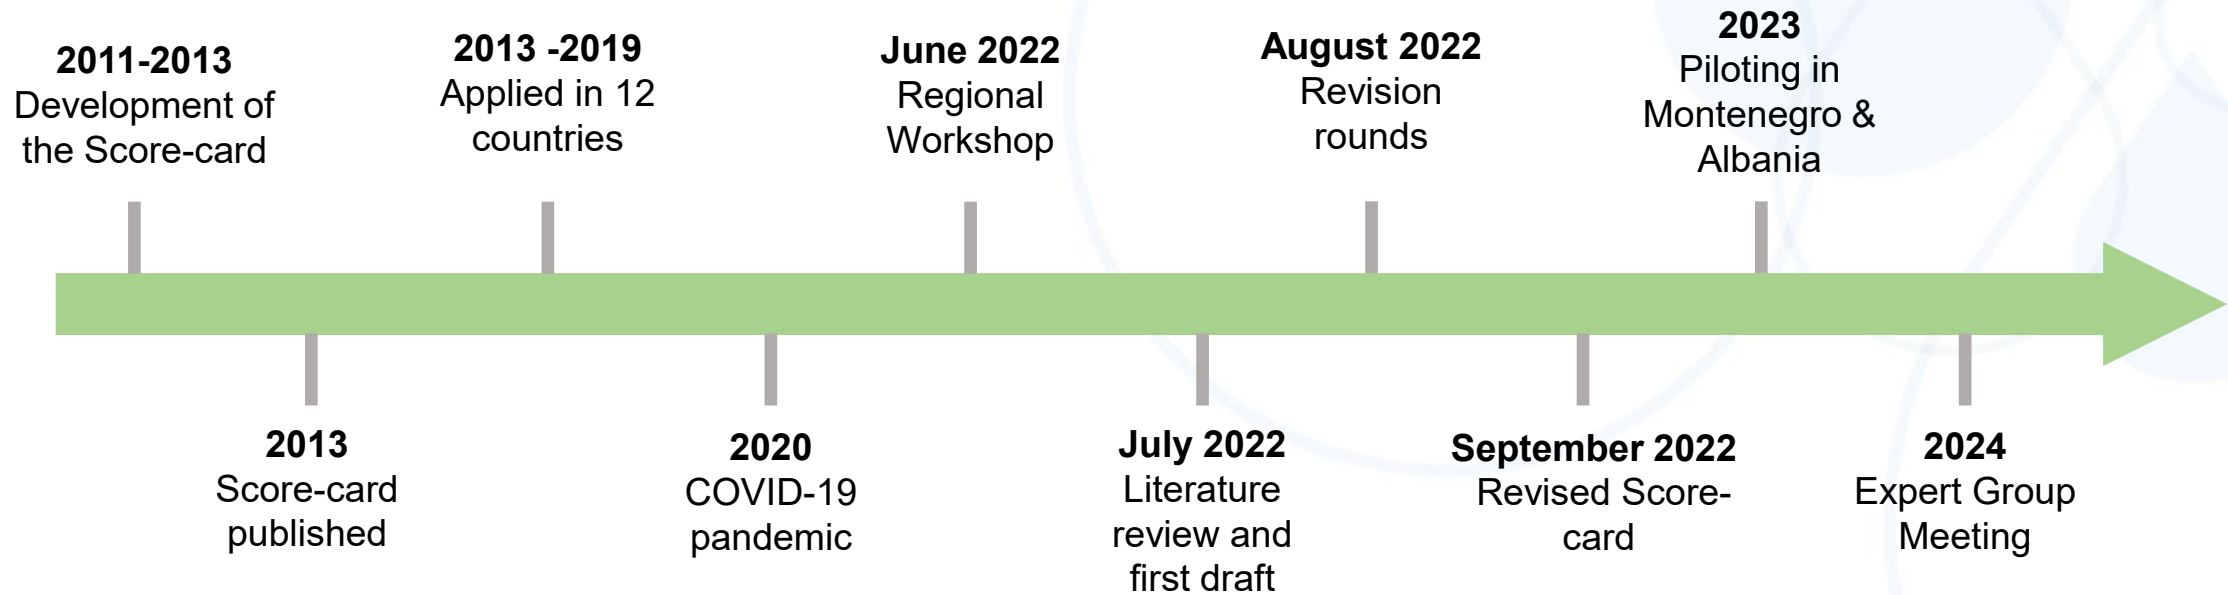 2011-2013
Development of
the Score-card
2013 -2019
Applied in 12
countries
June 2022
Regional
Workshop
August 2022
Revision
rounds
2023
Piloting in
Montenegro &
Albania
2013
Score-card
published
2020
COVID-19
pandemic
July 2022
Literature
review and
first draft
September 2022
Revised Score-
card
2024
Expert Group
Meeting